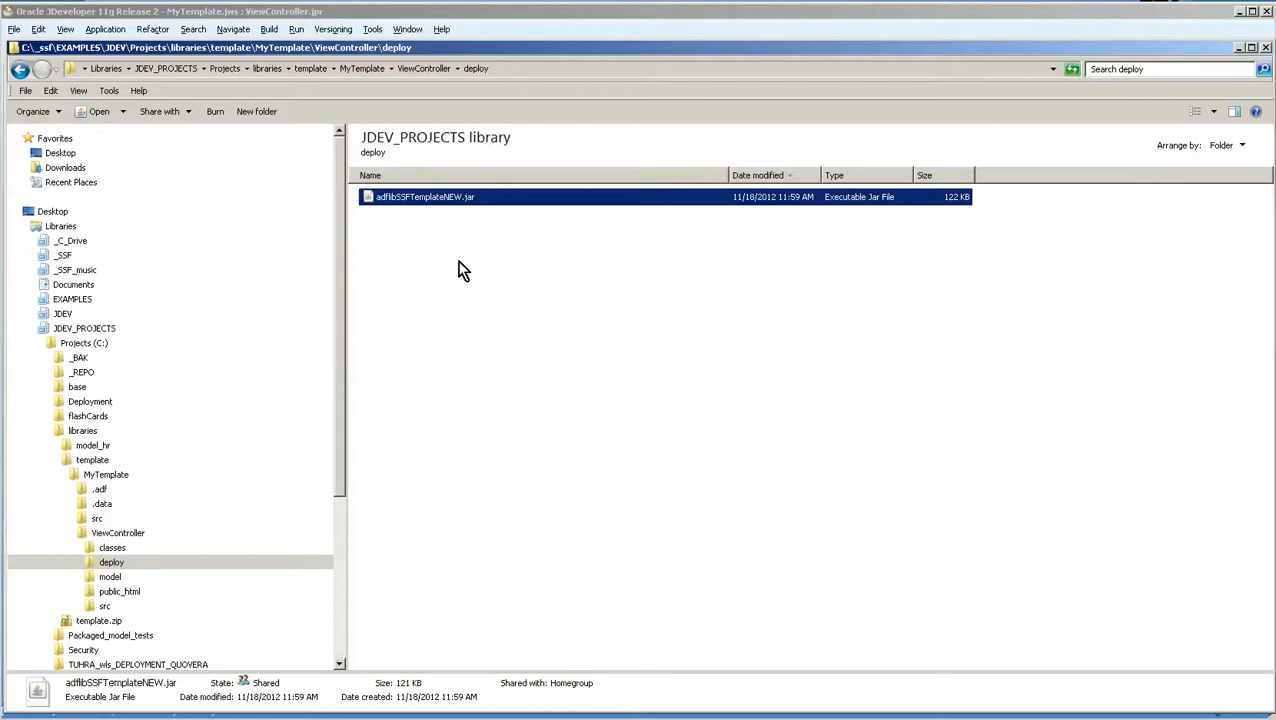 Oracle JDeveloper 11g Release 2 - MyTemplate.jws : ViewController.jpr
File Edit View Application Refactor Search Navigate Build Run Versioning Tools Window Help
C:\_ssf\EXAMPLES\JDEV\Projects\libraries\template\MyTemplate\ViewController\deploy
Libraries JDEV_PROJECTS Projects libraries template MyTemplate ViewController deploy Search deploy
File Edit View Tools Help
Organize Open Share with Burn New folder
Favorites
Desktop
Downloads
Recent Places
Desktop
Libraries
_C_Drive
_SSF
_SSF_music
Documents
EXAMPLES
JDEV
JDEV_PROJECTS
Projects (C:)
_BAK
_REPO
base
Deployment
flashCards
libraries
model_hr
template
MyTemplate
.adf
.data
src
ViewController
classes
deploy
model
public_html
src
template.zip
Packaged_model_tests
Security
TUHRA_wls_DEPLOYMENT_QUOVERA
JDEV_PROJECTS library
deploy
Arrange by: Folder
Name Date modified Type Size
adflibSSFTemplateNEW.jar 11/18/2012 11:59 AM Executable Jar File 122 KB
adflibSSFTemplateNEW.jar State: Shared Size: 121 KB Shared with: Homegroup
Executable Jar File Date modified: 11/18/2012 11:59 AM Date created: 11/18/2012 11:59 AM